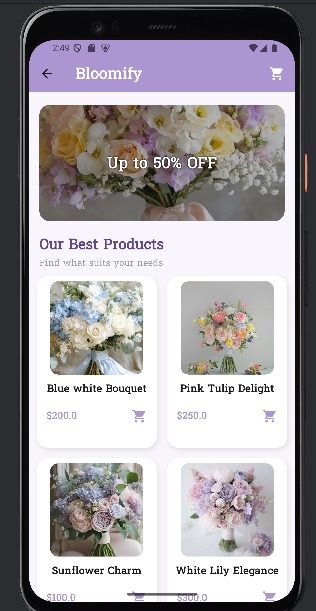 2:49
Bloomify
Up to 50% OFF
Our Best Products
Find what suits your needs
Blue white Bouquet
Pink Tulip Delight
$200.0
$250.0
Sunflower Charm
White Lily Elegance
$100.0
$300.0